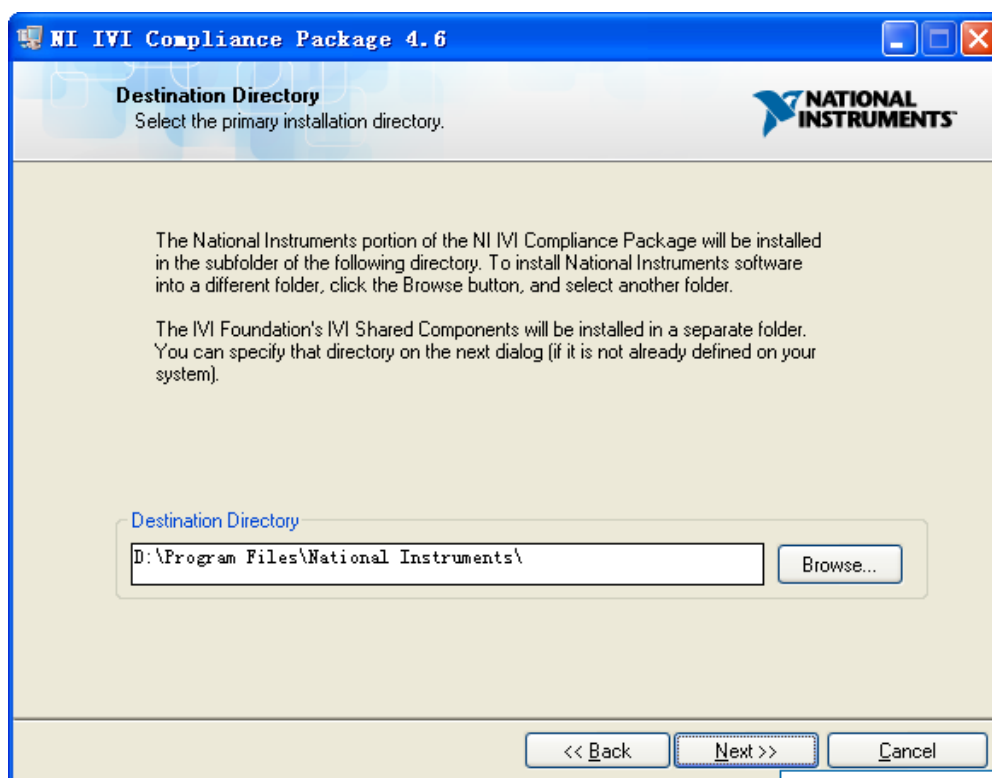 NI IVI Compliance Package 4.6
Destination Directory
Select the primary installation directory.
NATIONAL
INSTRUMENTS™
The National Instruments portion of the NI IVI Compliance Package will be installed
in the subfolder of the following directory. To install National Instruments software
into a different folder, click the Browse button, and select another folder.
The IVI Foundation's IVI Shared Components will be installed in a separate folder.
You can specify that directory on the next dialog (if it is not already defined on your
system).
Destination Directory
D:\Program Files\National Instruments\
Browse...
<< Back
Next >>
Cancel